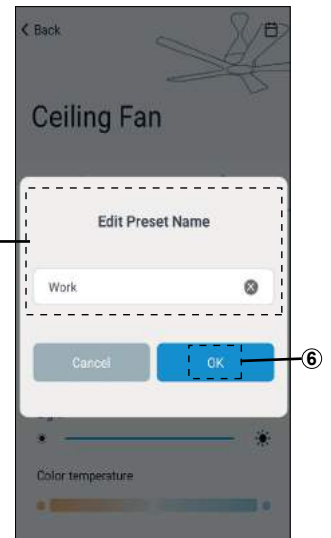 < Back
Ceiling Fan
Edit Preset Name
Work
Cancel
OK
⑥
Color temperature